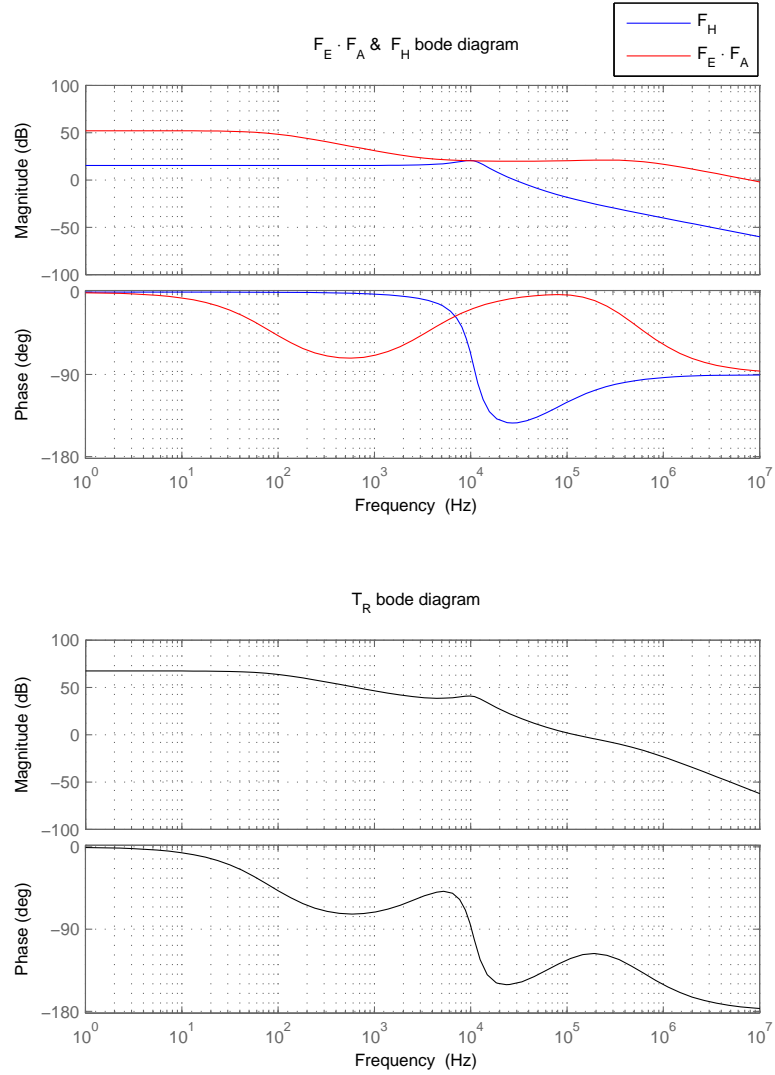 F_E · F_A & F_H bode diagram
F_H
F_E · F_A
Magnitude (dB)
100
50
0
−50
−100
Phase (deg)
0
−90
−180
10^0 10^1 10^2 10^3 10^4 10^5 10^6 10^7
Frequency (Hz)
T_R bode diagram
Magnitude (dB)
100
50
0
−50
−100
Phase (deg)
0
−90
−180
10^0 10^1 10^2 10^3 10^4 10^5 10^6 10^7
Frequency (Hz)